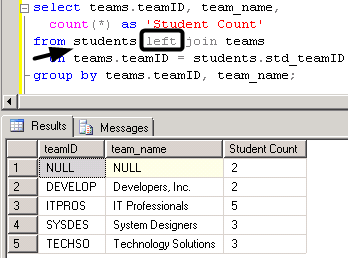 select teams.teamID, team_name,
count(*) as 'Student Count'
from students left join teams
on teams.teamID = students.std_teamID
group by teams.teamID, team_name;
Results Messages
teamID team_name Student Count
1 NULL NULL 2
2 DEVELOP Developers, Inc. 2
3 ITPROS IT Professionals 5
4 SYSDES System Designers 3
5 TECHSO Technology Solutions 3